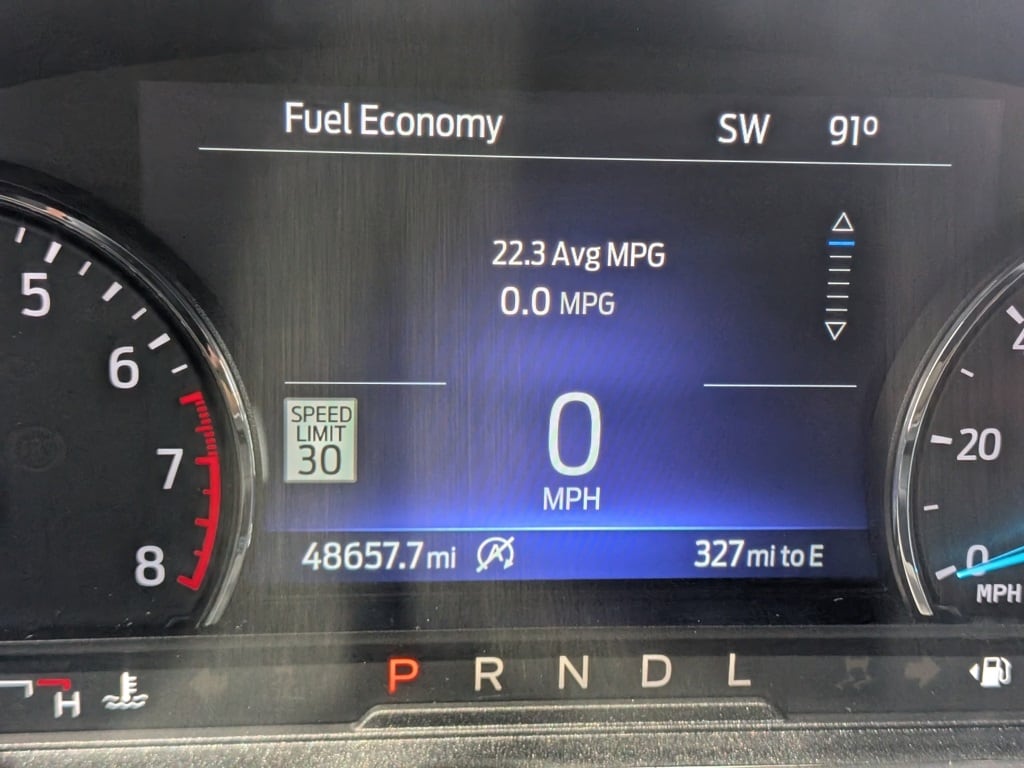 Fuel Economy SW 91º
22.3 Avg MPG
0.0 MPG
5
6
7
8
SPEED
LIMIT
30
0
MPH
20
0
MPH
48657.7 mi A 327 mi to E
H
P R N D L